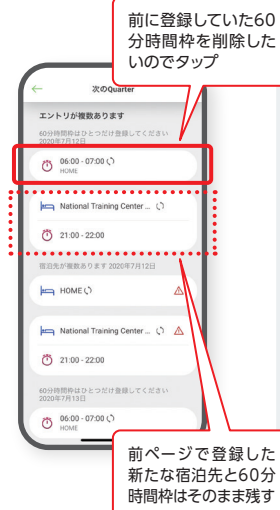 前に登録していた60
分時間枠を削除した
いのでタップ
次のQuarter
エントリが複数あります
60分時間枠はひとつだけ登録してください
2020年7月12日
06:00 - 07:00
HOME
National Training Center ...
21:00 - 22:00
宿泊先が複数あります 2020年7月12日
HOME
National Training Center ...
21:00 - 22:00
60分時間枠はひとつだけ登録してください
2020年7月13日
06:00 - 07:00
HOME
前ページで登録した
新たな宿泊先と60分
時間枠はそのまま残す